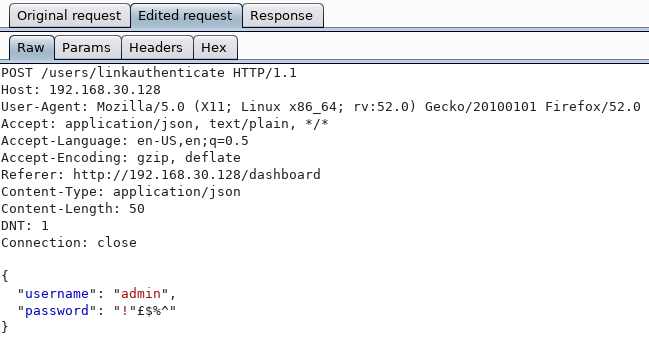 Original request Edited request Response
Raw Params Headers Hex
POST /users/linkauthenticate HTTP/1.1
Host: 192.168.30.128
User-Agent: Mozilla/5.0 (X11; Linux x86_64; rv:52.0) Gecko/20100101 Firefox/52.0
Accept: application/json, text/plain, */*
Accept-Language: en-US,en;q=0.5
Accept-Encoding: gzip, deflate
Referer: http://192.168.30.128/dashboard
Content-Type: application/json
Content-Length: 50
DNT: 1
Connection: close

{
  "username": "admin",
  "password": "!"£$%^"
}